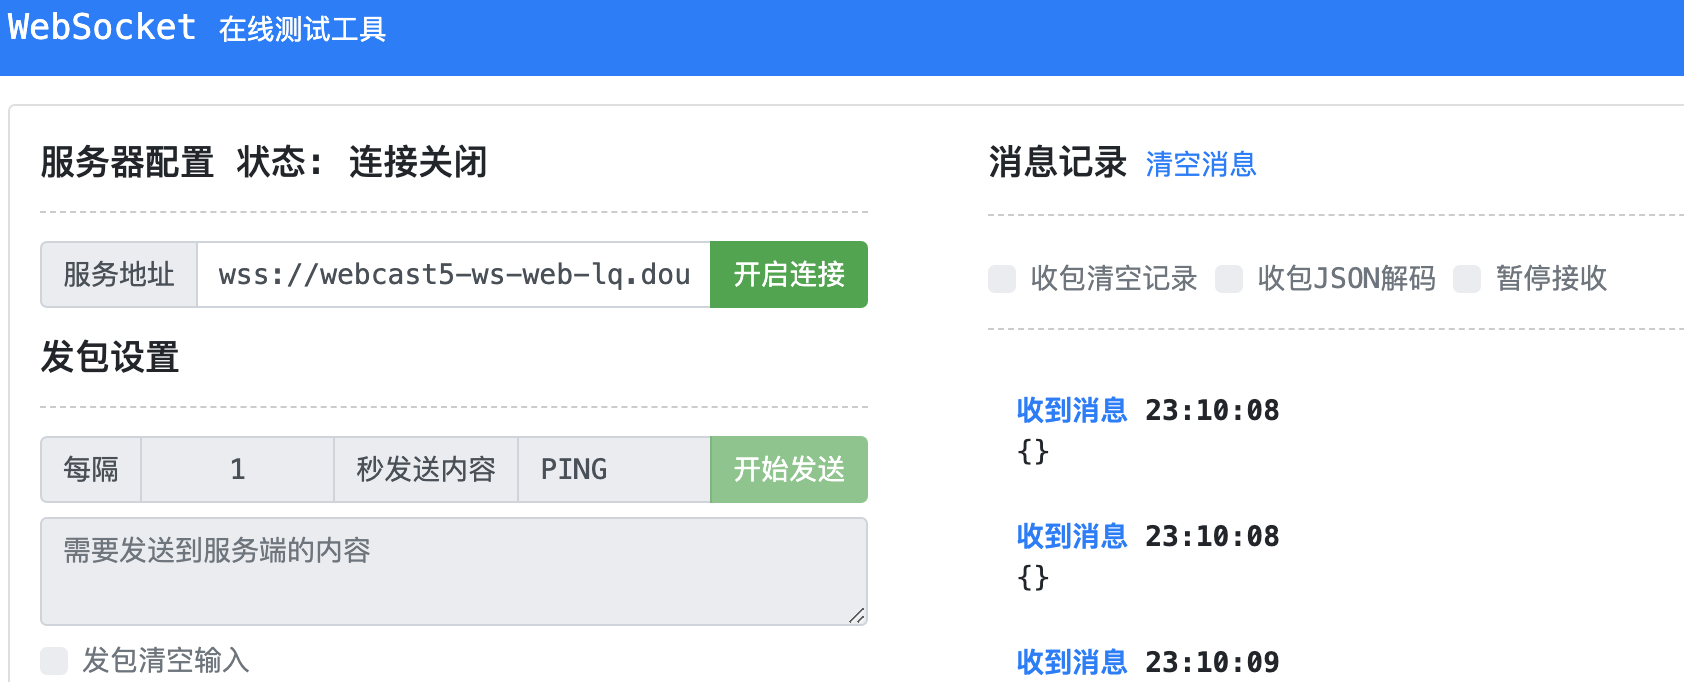 WebSocket 在线测试工具
服务器配置 状态: 连接关闭
服务地址 wss://webcast5-ws-web-lq.dou 开启连接
发包设置
每隔 1 秒发送内容 PING 开始发送
需要发送到服务端的内容
发包清空输入
消息记录 清空消息
收包清空记录 收包JSON解码 暂停接收
收到消息 23:10:08
{}
收到消息 23:10:08
{}
收到消息 23:10:09